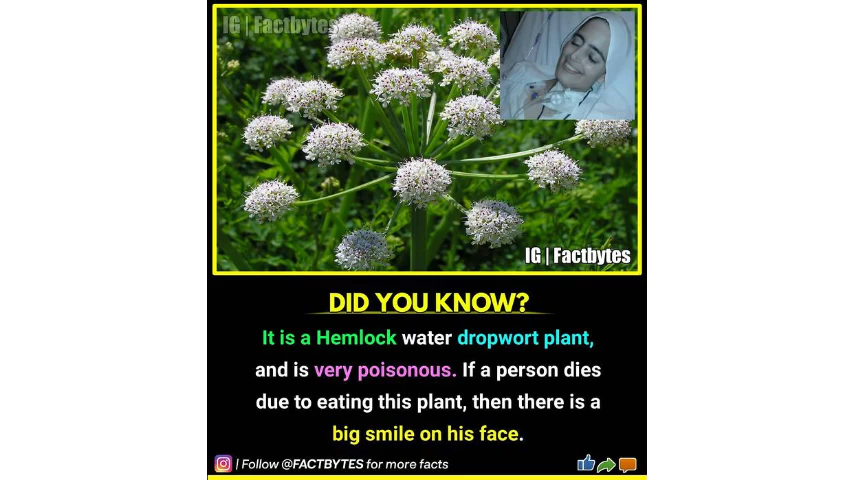 IG | Factbytes
IG | Factbytes
DID YOU KNOW?
It is a Hemlock water dropwort plant,
and is very poisonous. If a person dies
due to eating this plant, then there is a
big smile on his face.
| Follow @FACTBYTES for more facts